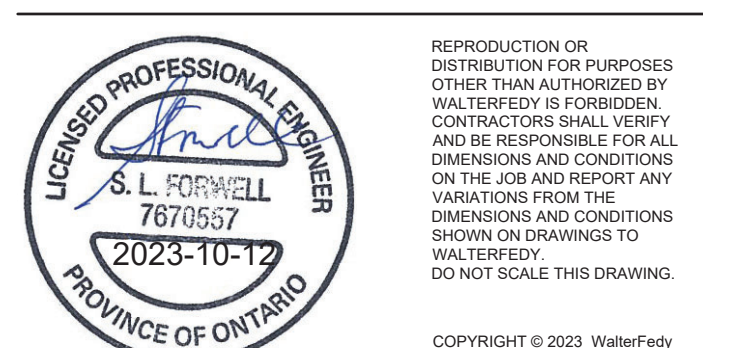 LICENSED PROFESSIONAL ENGINEER
S. L. FORWELL
7670557
2023-10-12
PROVINCE OF ONTARIO
REPRODUCTION OR
DISTRIBUTION FOR PURPOSES
OTHER THAN AUTHORIZED BY
WALTERFEDY IS FORBIDDEN.
CONTRACTORS SHALL VERIFY
AND BE RESPONSIBLE FOR ALL
DIMENSIONS AND CONDITIONS
ON THE JOB AND REPORT ANY
VARIATIONS FROM THE
DIMENSIONS AND CONDITIONS
SHOWN ON DRAWINGS TO
WALTERFEDY.
DO NOT SCALE THIS DRAWING.
COPYRIGHT © 2023 WalterFedy